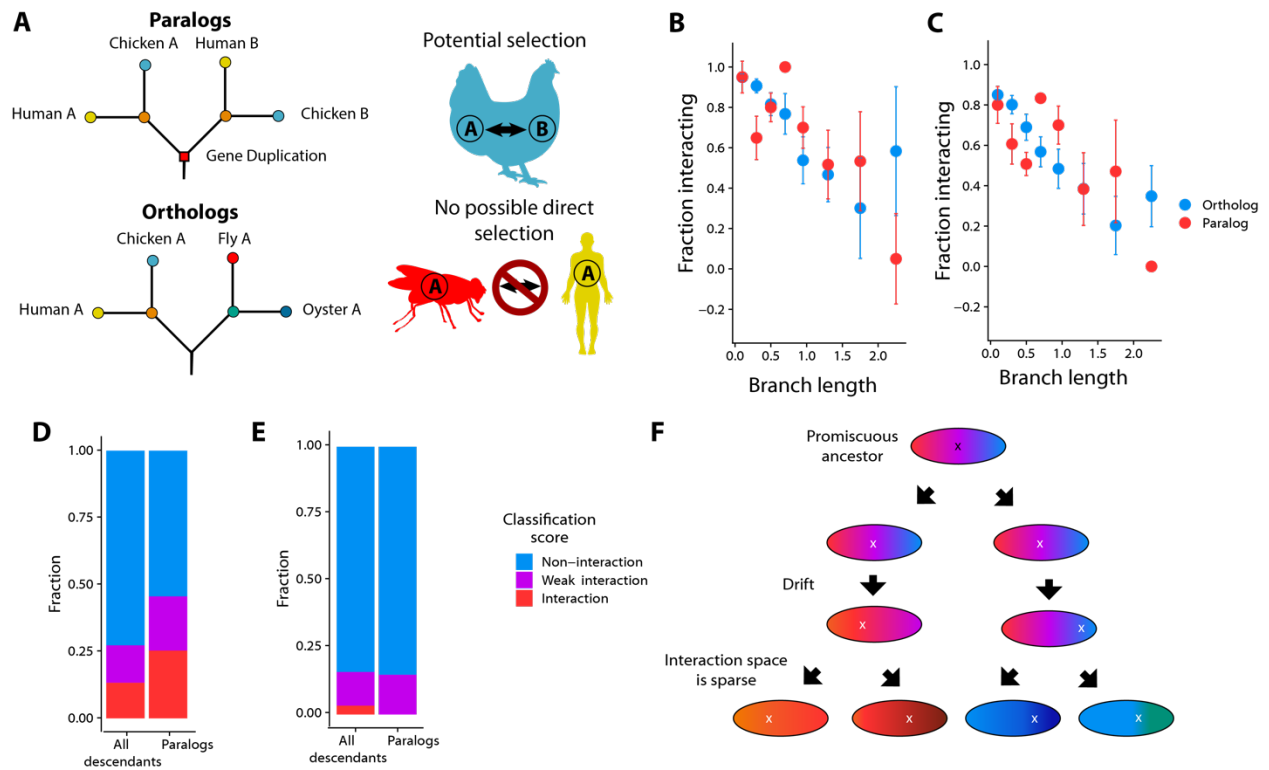 A
Paralogs
Chicken A
Human B
Human A
Chicken B
Gene Duplication
Orthologs
Chicken A
Fly A
Human A
Oyster A
Potential selection
A
B
No possible direct
selection
A
A
B
Fraction interacting
1.0
0.8
0.6
0.4
0.2
0.0
−0.2
0.0
0.5
1.0
1.5
2.0
Branch length
C
Fraction interacting
1.0
0.8
0.6
0.4
0.2
0.0
−0.2
0.0
0.5
1.0
1.5
2.0
Branch length
Ortholog
Paralog
D
Fraction
1.00
0.75
0.50
0.25
0.00
All
descendants
Paralogs
E
1.00
0.75
0.50
0.25
0.00
All
descendants
Paralogs
Classification
score
Non−interaction
Weak interaction
Interaction
F
Promiscuous
ancestor
x
x
x
Drift
x
x
Interaction space
is sparse
x
x
x
x